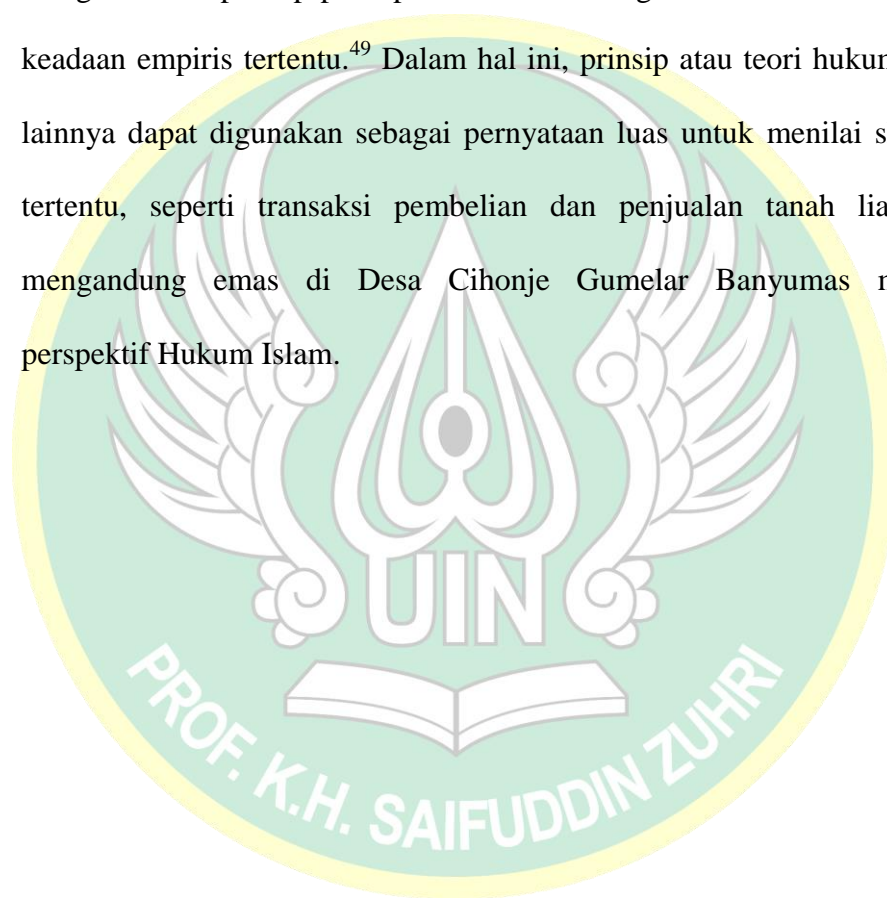 keadaan empiris tertentu.49 Dalam hal ini, prinsip atau teori hukum
lainnya dapat digunakan sebagai pernyataan luas untuk menilai
tertentu, seperti transaksi pembelian dan penjualan tanah
mengandung emas di Desa Cihonje Gumelar Banyumas
perspektif Hukum Islam.
UIN
PROF. K.H. SAIFUDDIN ZUHRI